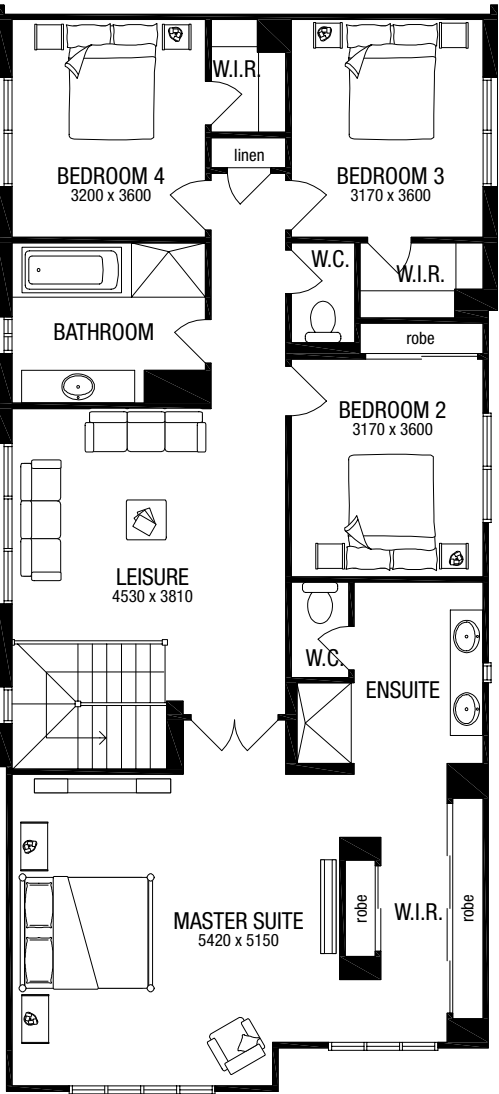 W.I.R.
BEDROOM 4
3200 x 3600
linen
BEDROOM 3
3170 x 3600
W.C.
W.I.R.
BATHROOM
robe
BEDROOM 2
3170 x 3600
LEISURE
4530 x 3810
W.C.
ENSUITE
MASTER SUITE
5420 x 5150
robe
W.I.R.
robe